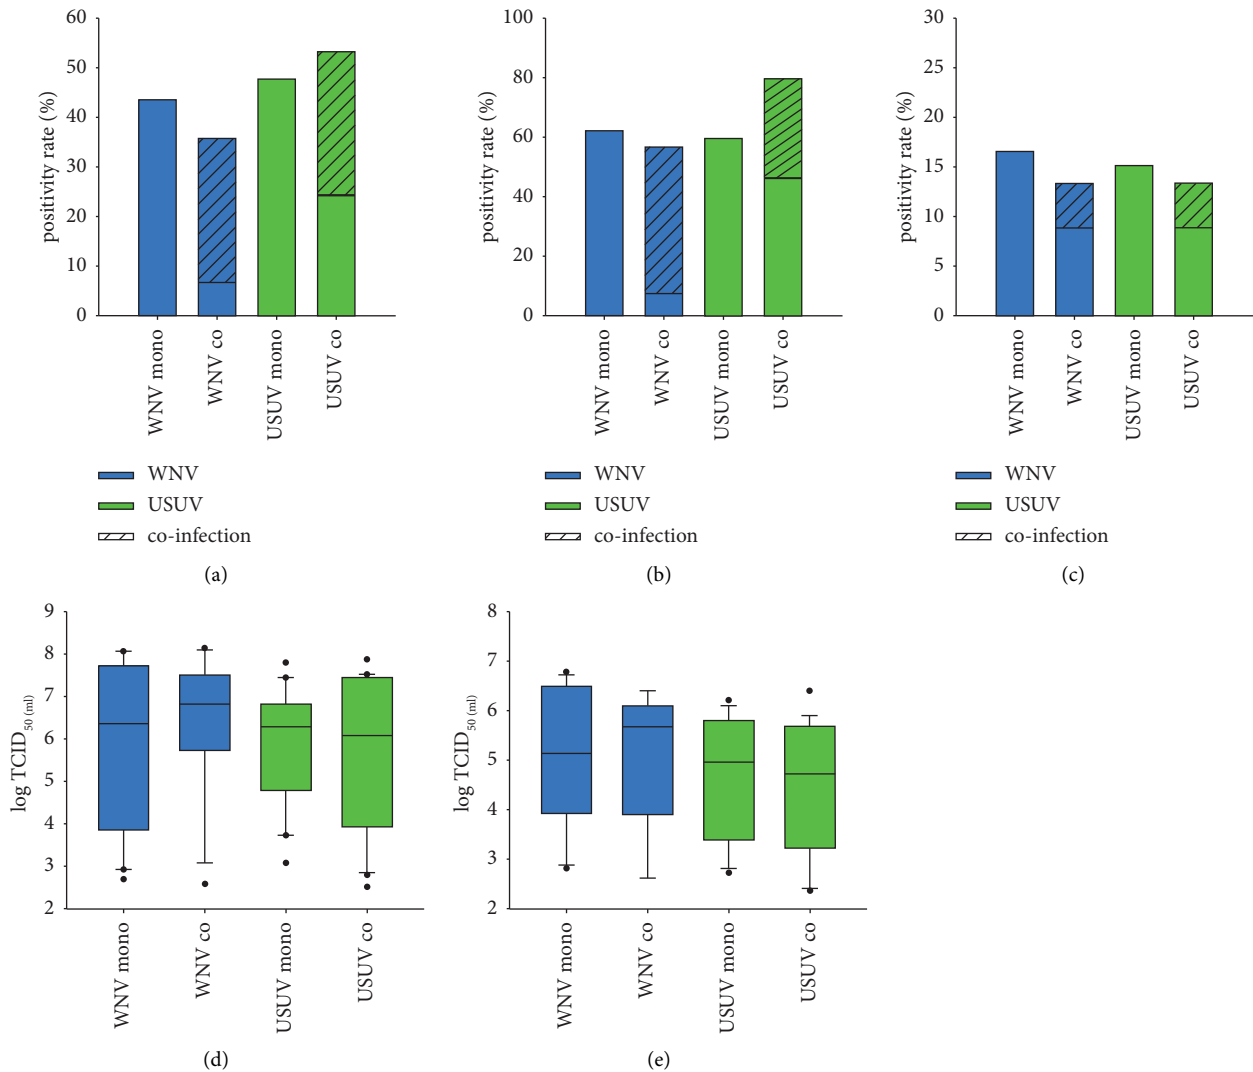 60
50
40
30
20
10
0
positivity rate (%)
WNV mono
WNV co
USUV mono
USUV co
WNV
USUV
co-infection
(a)
100
80
60
40
20
0
positivity rate (%)
WNV mono
WNV co
USUV mono
USUV co
WNV
USUV
co-infection
(b)
30
25
20
15
10
5
0
positivity rate (%)
WNV mono
WNV co
USUV mono
USUV co
WNV
USUV
co-infection
(c)
9
8
7
6
5
4
3
2
log TCID50 (ml)
WNV mono
WNV co
USUV mono
USUV co
(d)
8
7
6
5
4
3
2
log TCID50 (ml)
WNV mono
WNV co
USUV mono
USUV co
(e)